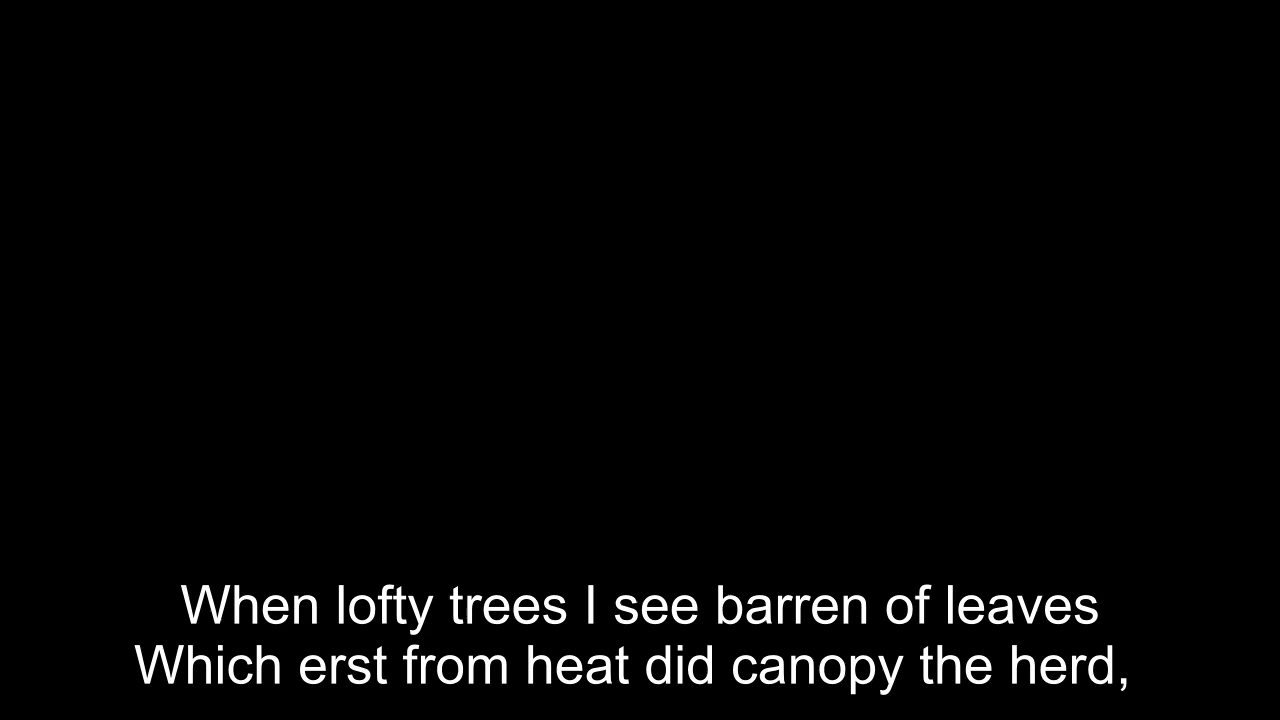 When lofty trees I see barren of leaves
Which erst from heat did canopy the herd,